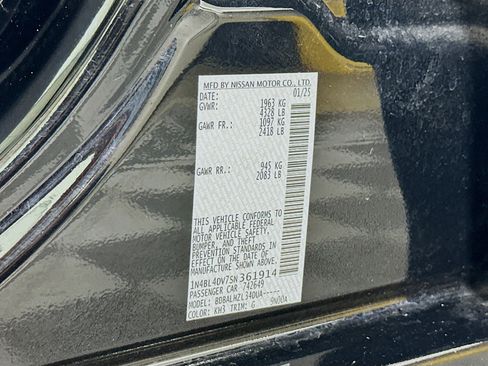 MFD BY NISSAN MOTOR CO., LTD.
DATE: 01/25
GVWR: 1963 KG
4328 LB
GAWR FR.: 1097 KG
2418 LB
GAWR RR.: 945 KG
2083 LB
THIS VEHICLE CONFORMS TO
ALL APPLICABLE FEDERAL
MOTOR VEHICLE SAFETY,
BUMPER, AND THEFT
PREVENTION STANDARDS IN
EFFECT ON THE DATE OF
MANUFACTURE SHOWN ABOVE.
1N4BL4DV7SN361914
PASSENGER CAR 742649
BDBALHZL34DUA-----
COLOR: KH3 TRIM: G 9N00A